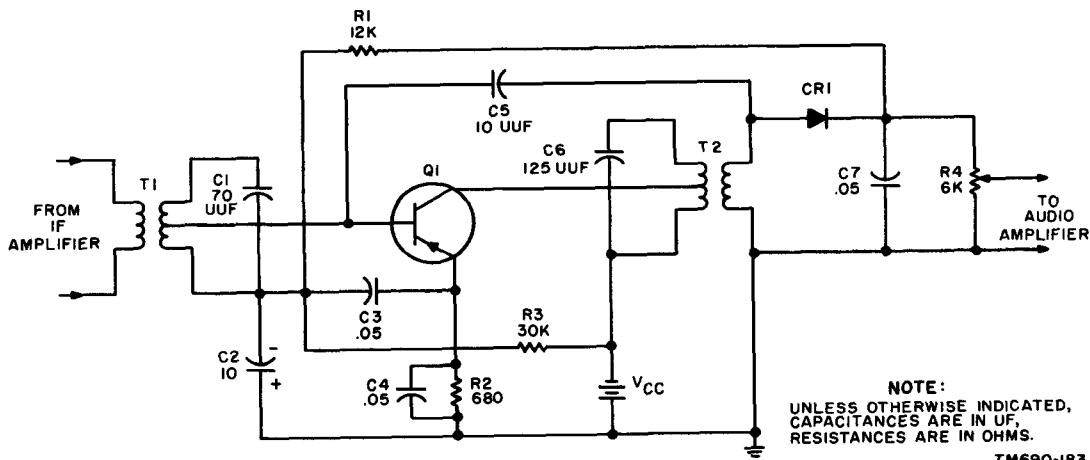 R1
12K
C5
10 UUF
CR1
T1
C1
70
UUF
Q1
C6
125 UUF
T2
C7
.05
R4
6K
FROM
IF
AMPLIFIER
TO
AUDIO
AMPLIFIER
C3
.05
R3
30K
C2
10
-
+
C4
.05
R2
680
VCC
NOTE:
UNLESS OTHERWISE INDICATED,
CAPACITANCES ARE IN UF,
RESISTANCES ARE IN OHMS.
TM690-183